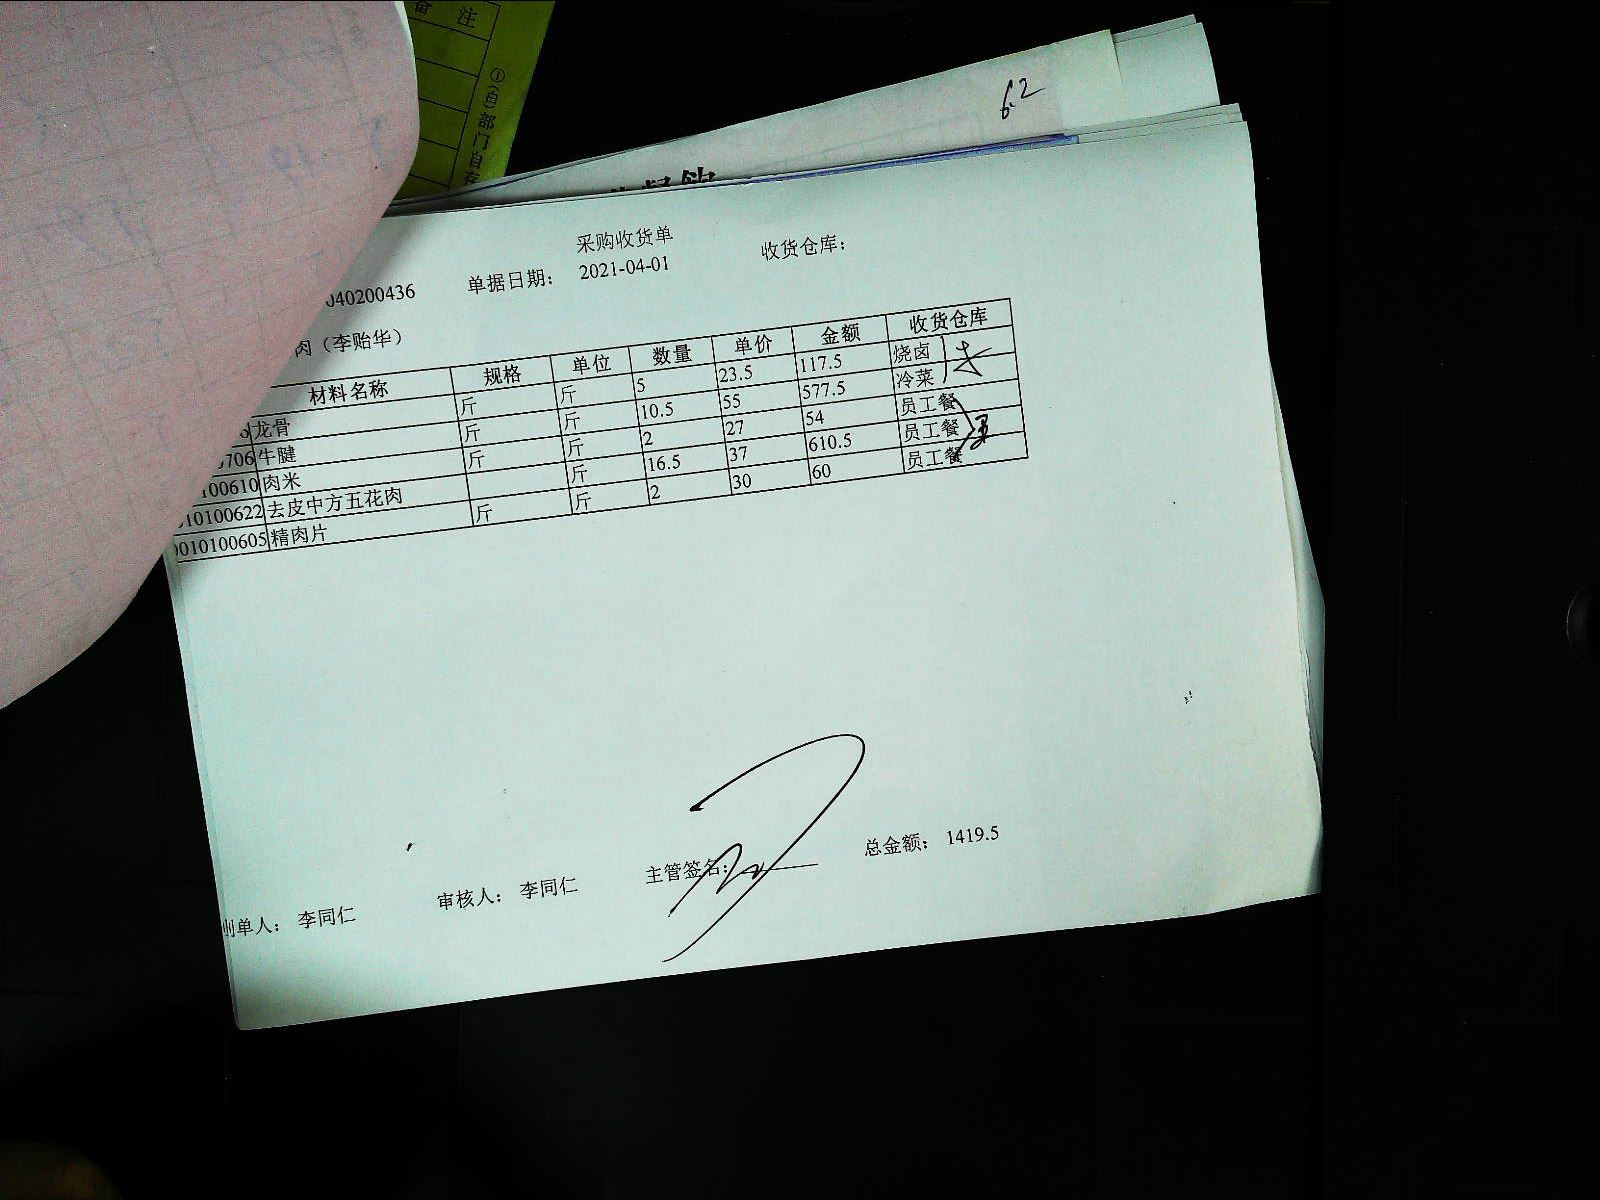 备 注
①(白)部门自存
6.2
采购收货单
040200436 单据日期: 2021-04-01 收货仓库:
肉（李贻华）
材料名称 规格 单位 数量 单价 金额 收货仓库
龙骨 斤 斤 5 23.5 117.5 烧卤
706 牛腱 斤 斤 10.5 55 577.5 冷菜
100610 肉米 斤 斤 2 27 54 员工餐
10100622 去皮中方五花肉 斤 16.5 37 610.5 员工餐
010100605 精肉片 斤 斤 2 30 60 员工餐
制单人: 李同仁 审核人: 李同仁 主管签名: 总金额: 1419.5